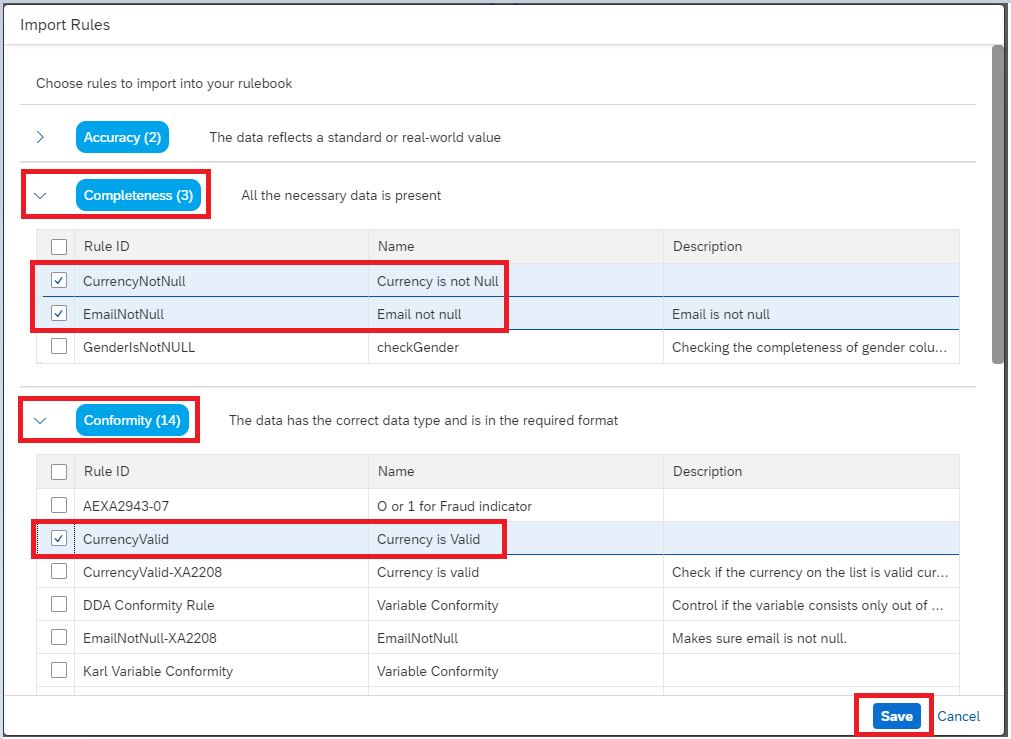 Import Rules
Choose rules to import into your rulebook
Accuracy (2) The data reflects a standard or real-world value
Completeness (3) All the necessary data is present
Rule ID Name Description
CurrencyNotNull Currency is not Null
EmailNotNull Email not null Email is not null
GenderIsNotNULL checkGender Checking the completeness of gender colu...
Conformity (14) The data has the correct data type and is in the required format
Rule ID Name Description
AEXA2943-07 O or 1 for Fraud indicator
CurrencyValid Currency is Valid
CurrencyValid-XA2208 Currency is valid Check if the currency on the list is valid cur...
DDA Conformity Rule Variable Conformity Control if the variable consists only out of ...
EmailNotNull-XA2208 EmailNotNull Makes sure email is not null.
Karl Variable Conformity Variable Conformity
Save Cancel